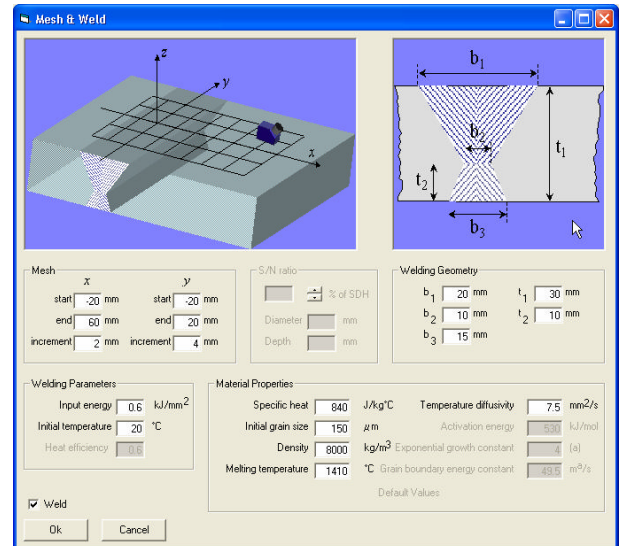 Mesh & Weld
z
y
x
b1
b2
b3
t1
t2
Mesh
x y
start -20 mm start -20 mm
end 60 mm end 20 mm
increment 2 mm increment 4 mm
S/N ratio
% of SDH
Diameter mm
Depth mm
Welding Geometry
b1 20 mm t1 30 mm
b2 10 mm t2 10 mm
b3 15 mm
Welding Parameters
Input energy 0.6 kJ/mm2
Initial temperature 20 °C
Heat efficiency 0.6
Material Properties
Specific heat 840 J/kg°C Temperature diffusivity 7.5 mm2/s
Initial grain size 150 μm Activation energy 530 kJ/mol
Density 8000 kg/m3 Exponential growth constant 4 (a)
Melting temperature 1410 °C Grain boundary energy constant 49.5 ma/s
Default Values
Weld
Ok Cancel